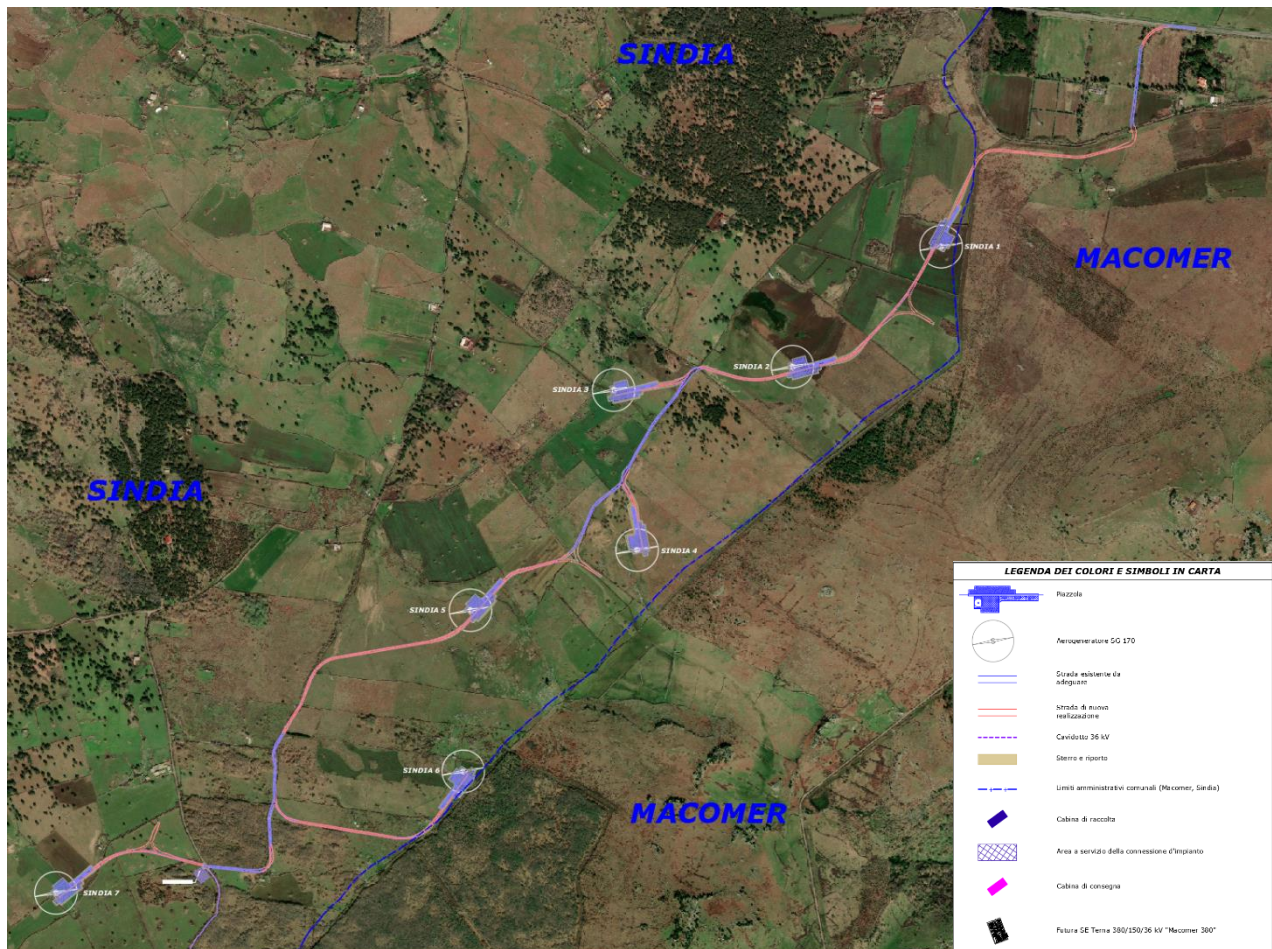 SINDIA
SINDIA 1
MACOMER
SINDIA 2
SINDIA 3
SINDIA
SINDIA 4
SINDIA 5
SINDIA 6
MACOMER
SINDIA 7
LEGENDA DEI COLORI E SIMBOLI IN CARTA
Piazzola
Aerogeneratore SG 170
Strada esistente da
adeguare
Strada di nuova
realizzazione
Cavidotto 36 kV
Sterro e riporto
Limiti amministrativi comunali (Macomer, Sindia)
Cabina di raccolta
Area a servizio della connessione d'impianto
Cabina di consegna
Futura SE Terna 380/150/36 kV "Macomer 380"